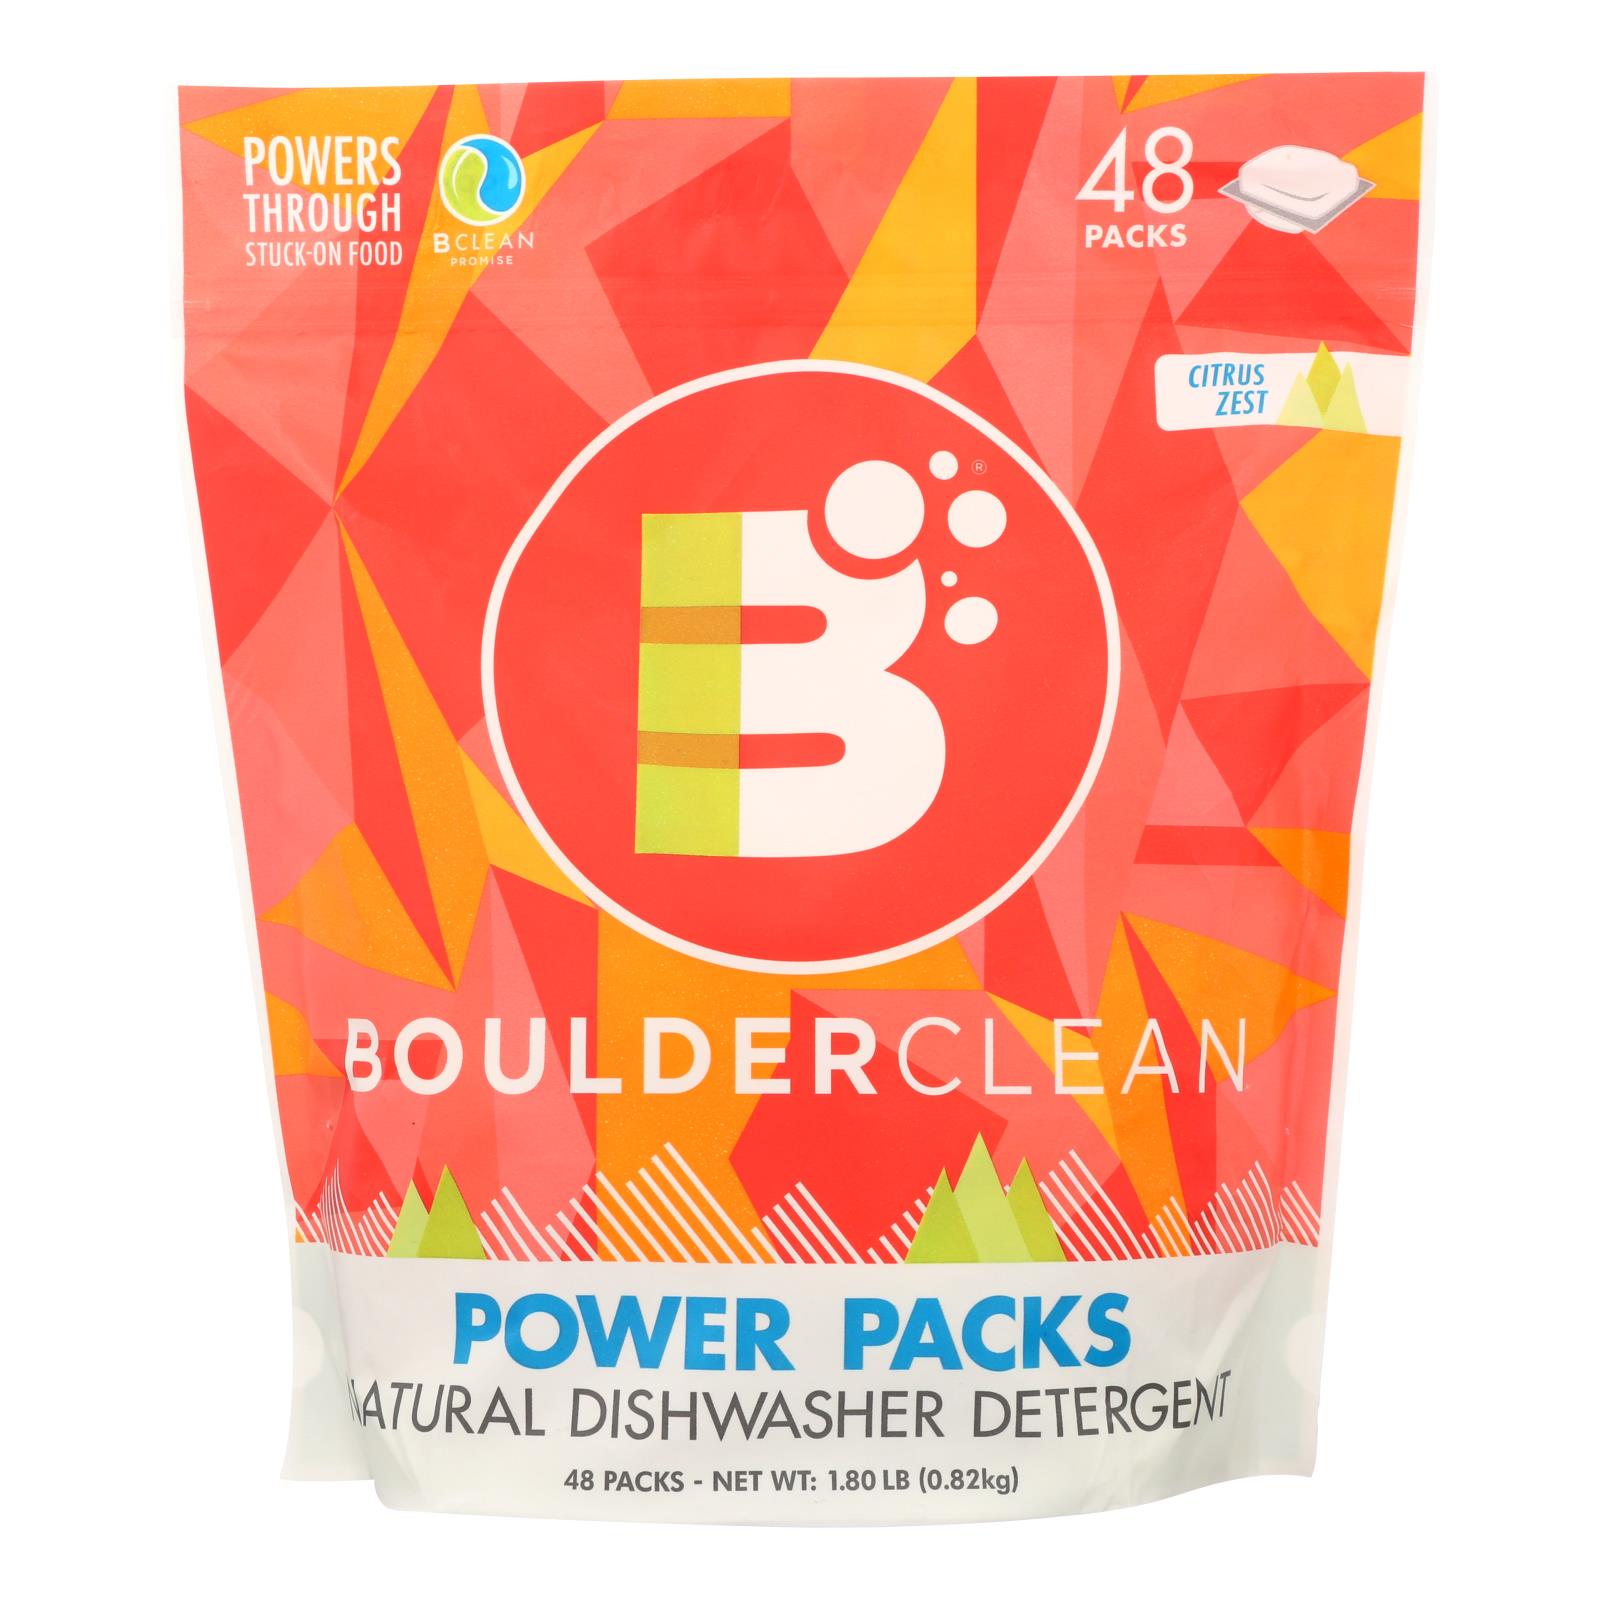 POWERS
THROUGH
STUCK-ON FOOD
BCLEAN
PROMISE
48
PACKS
CITRUS
ZEST
B
®
BOULDERCLEAN
POWER PACKS
NATURAL DISHWASHER DETERGENT
48 PACKS - NET WT: 1.80 LB (0.82kg)